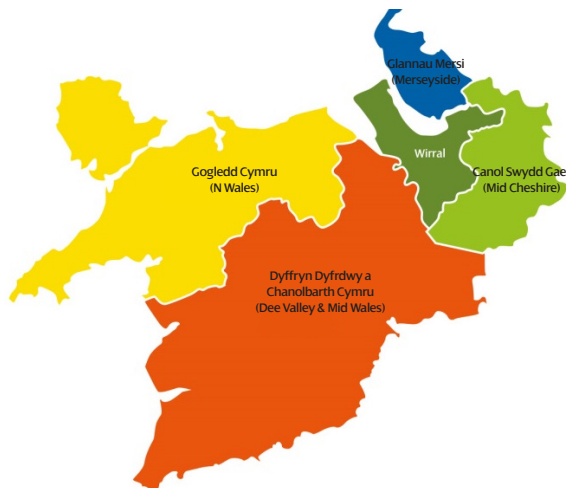 Glannau Mersi
(Merseyside)
Wirral
Gogledd Cymru
(N Wales)
Canol Swydd Gaer
(Mid Cheshire)
Dyffryn Dyfrdwy a
Chanolbarth Cymru
(Dee Valley & Mid Wales)